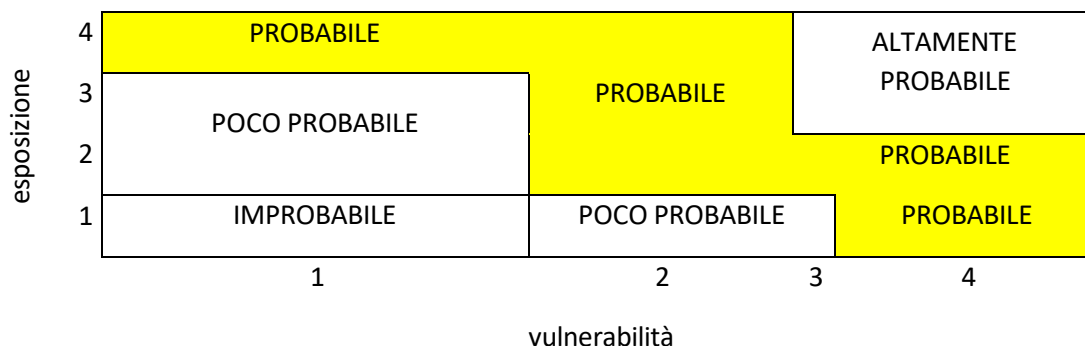 4
PROBABILE
ALTAMENTE
PROBABILE
3
PROBABILE
POCO PROBABILE
2
PROBABILE
1
IMPROBABILE
POCO PROBABILE
PROBABILE
esposizione
1
2
3
4
vulnerabilità